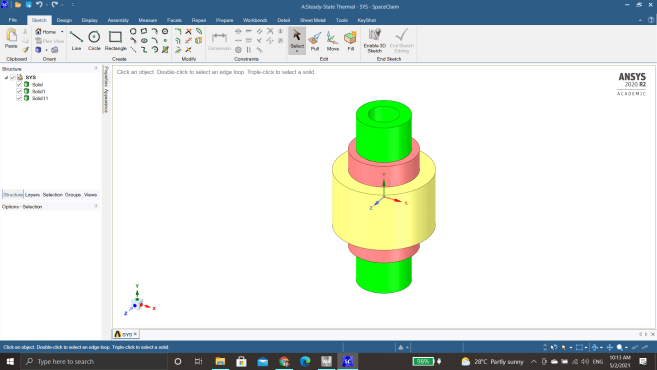 A:Steady-State Thermal - SYS - SpaceClaim
File Sketch Design Display Assembly Measure Facets Repair Prepare Workbench Detail Sheet Metal Tools KeyShot
Paste
Home
Plan View
Line Circle Rectangle
Dimension
Select Pull Move Fill
Enable 3D Sketch
End Sketch Editing
Clipboard Orient Create Modify Constraints Edit End Sketch
Structure
SYS
Solid
Solid1
Solid11
Properties Appearance
Click an object. Double-click to select an edge loop. Triple-click to select a solid.
ANSYS
2020 R2
ACADEMIC
Y
X
Z
Structure Layers Selection Groups Views
Options - Selection
Y
X
Z
SYS
Click an object. Double-click to select an edge loop. Triple-click to select a solid.
Type here to search
96%
28°C Partly sunny
ENG
10:13 AM
5/2/2021